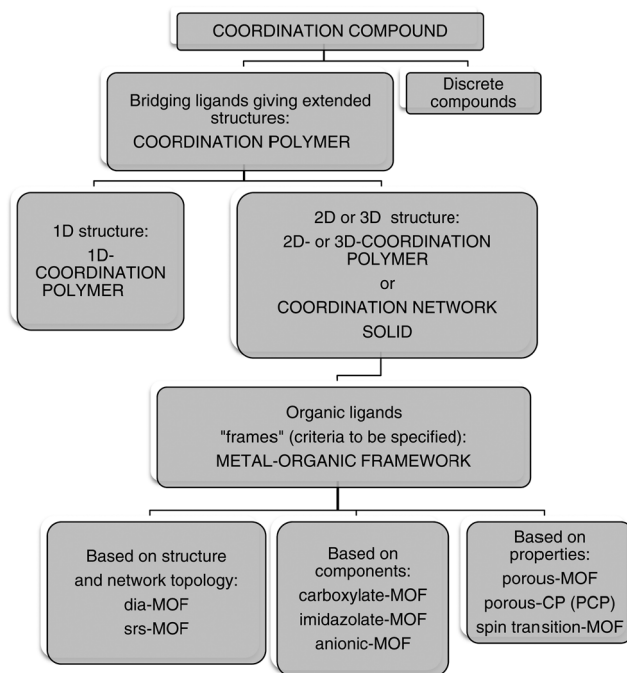 COORDINATION COMPOUND
Discrete
compounds
Bridging ligands giving extended
structures:
COORDINATION POLYMER
1D structure:
1D-
COORDINATION
POLYMER
2D or 3D structure:
2D- or 3D-COORDINATION
POLYMER
or
COORDINATION NETWORK
SOLID
Organic ligands
"frames" (criteria to be specified):
METAL-ORGANIC FRAMEWORK
Based on structure
and network topology:
dia-MOF
srs-MOF
Based on
components:
carboxylate-MOF
imidazolate-MOF
anionic-MOF
Based on
properties:
porous-MOF
porous-CP (PCP)
spin transition-MOF